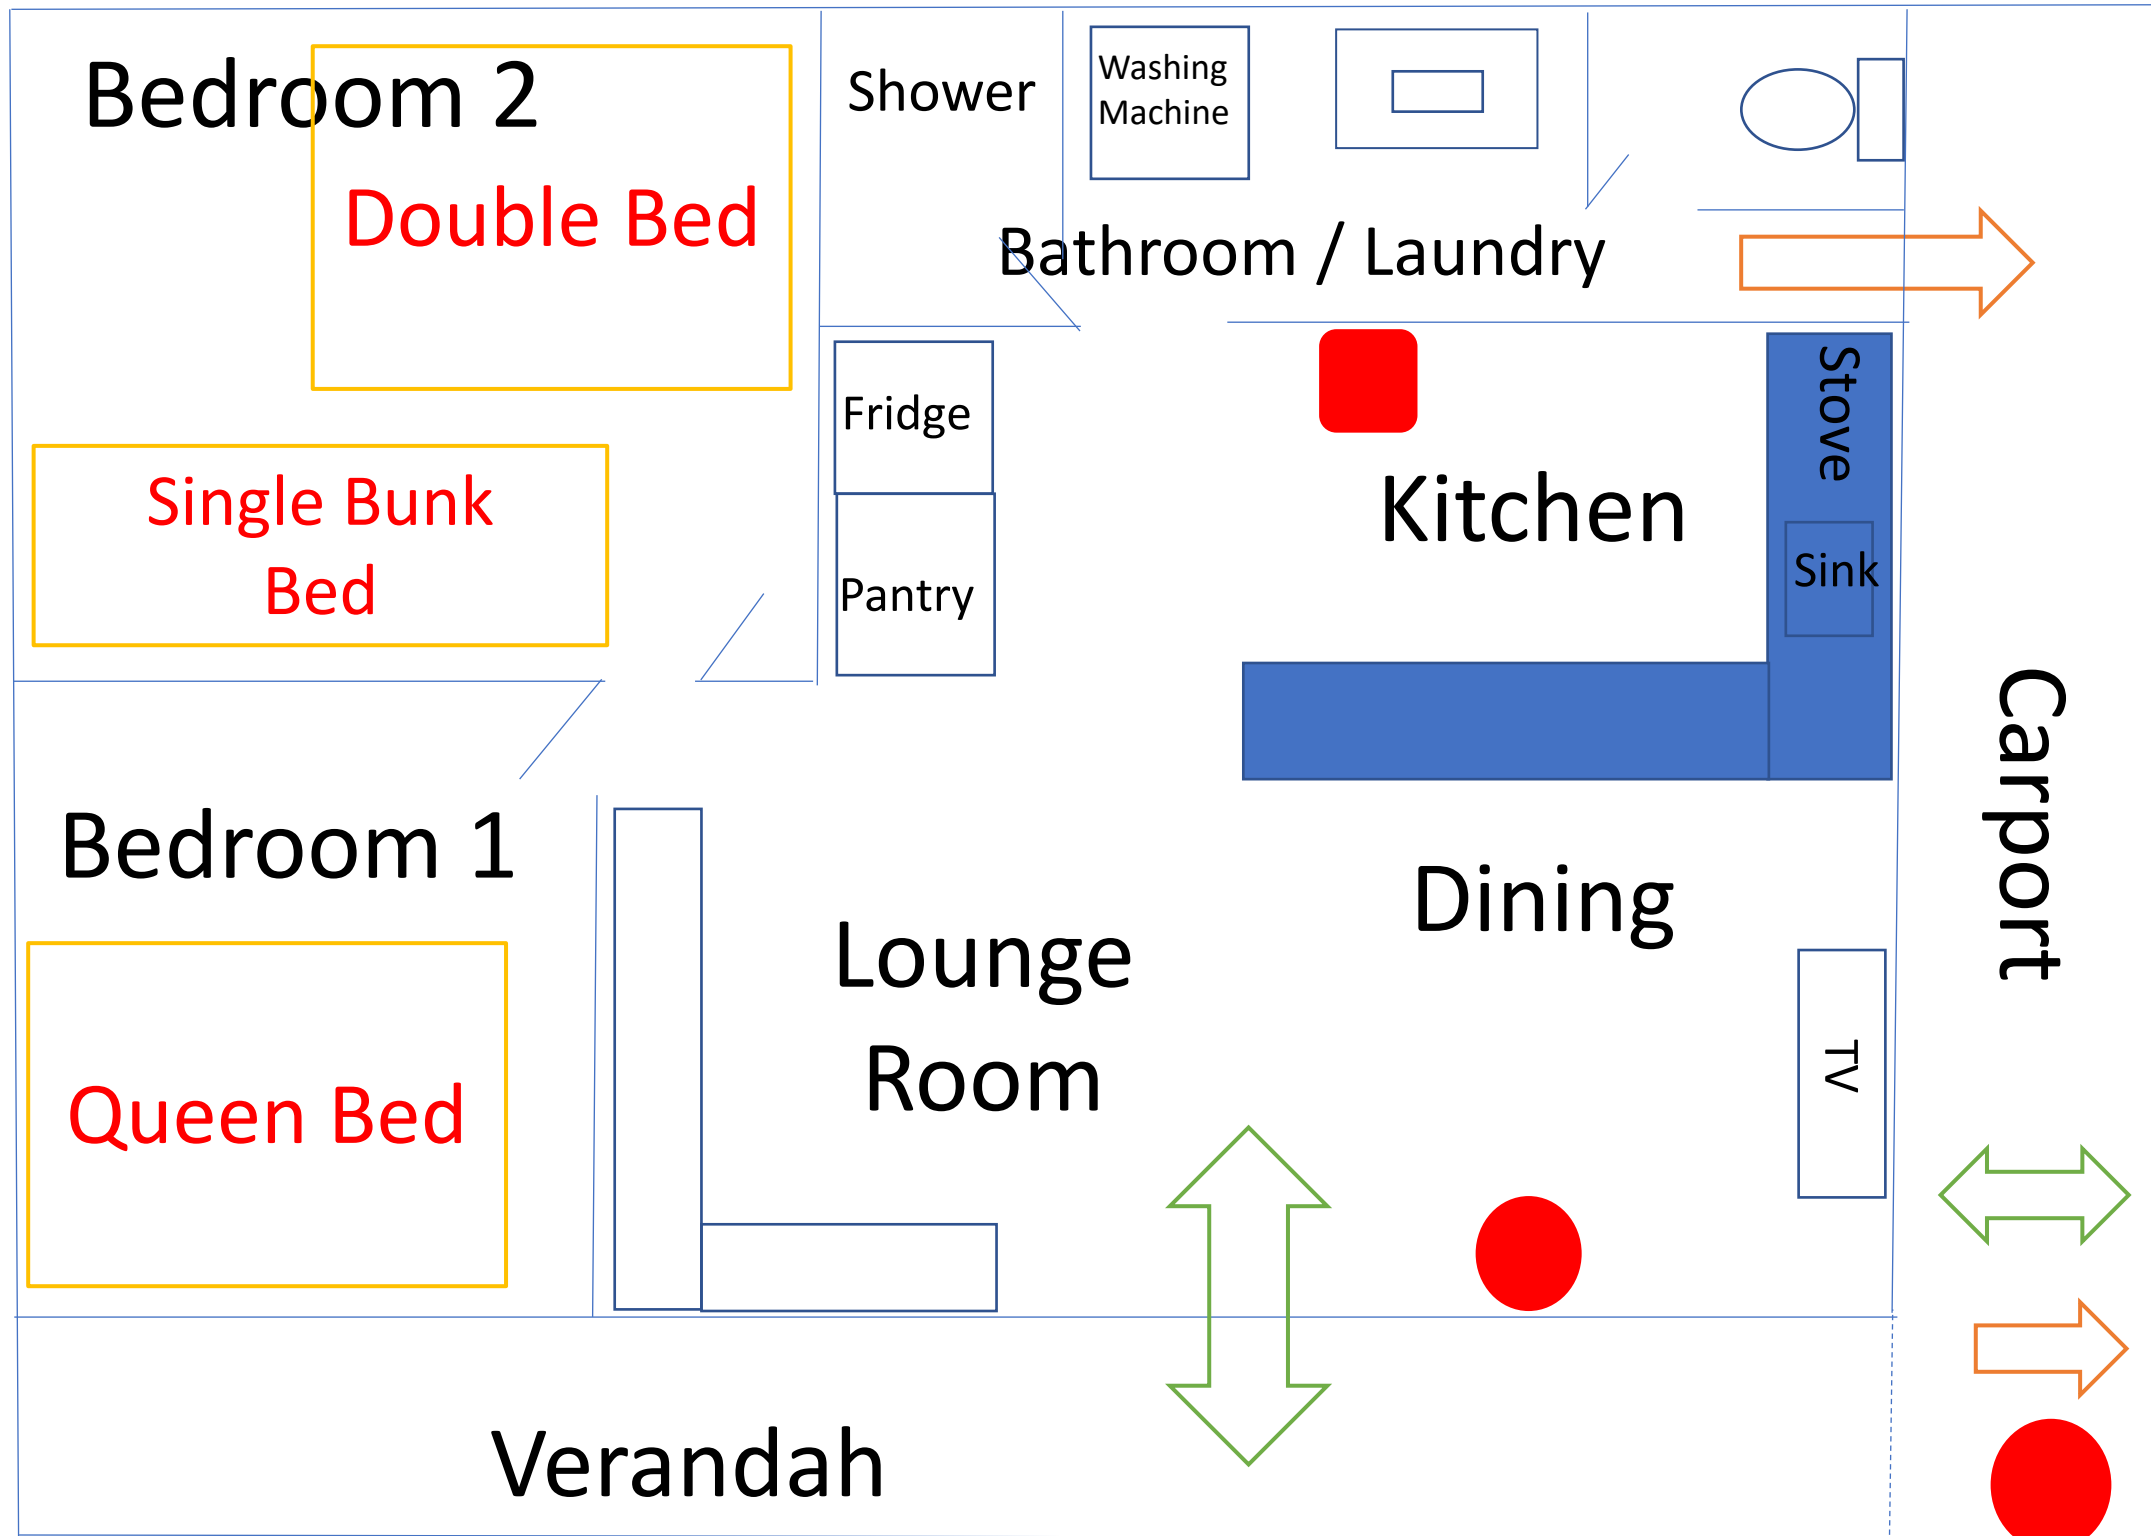 Bedroom 2
Double Bed
Shower
Washing
Machine
Bathroom / Laundry
Single Bunk
Bed
Fridge
Pantry
Kitchen
Stove
Sink
Carport
Bedroom 1
Queen Bed
Lounge
Room
Dining
TV
Verandah